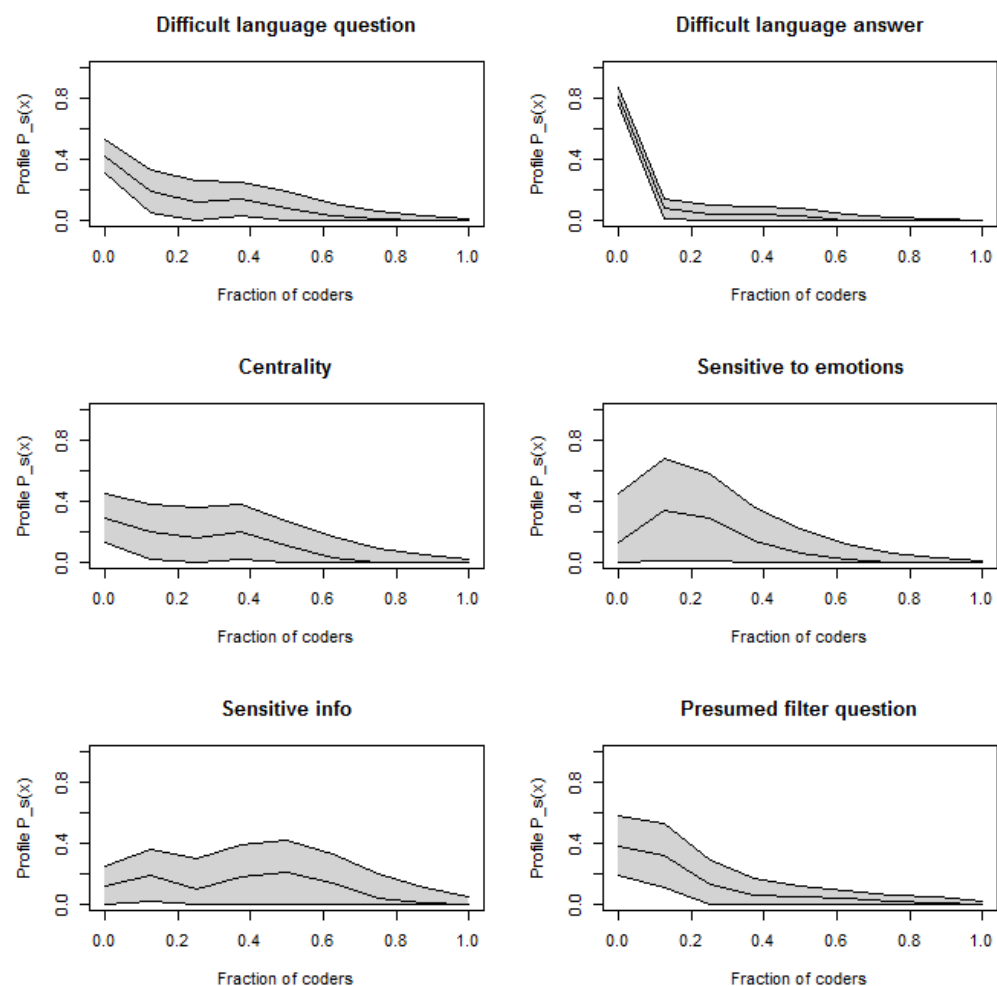 Difficult language question
Profile P_s(x)
0.0 0.4 0.8
0.0 0.2 0.4 0.6 0.8 1.0
Fraction of coders
Difficult language answer
Profile P_s(x)
0.0 0.4 0.8
0.0 0.2 0.4 0.6 0.8 1.0
Fraction of coders
Centrality
Profile P_s(x)
0.0 0.4 0.8
0.0 0.2 0.4 0.6 0.8 1.0
Fraction of coders
Sensitive to emotions
Profile P_s(x)
0.0 0.4 0.8
0.0 0.2 0.4 0.6 0.8 1.0
Fraction of coders
Sensitive info
Profile P_s(x)
0.0 0.4 0.8
0.0 0.2 0.4 0.6 0.8 1.0
Fraction of coders
Presumed filter question
Profile P_s(x)
0.0 0.4 0.8
0.0 0.2 0.4 0.6 0.8 1.0
Fraction of coders